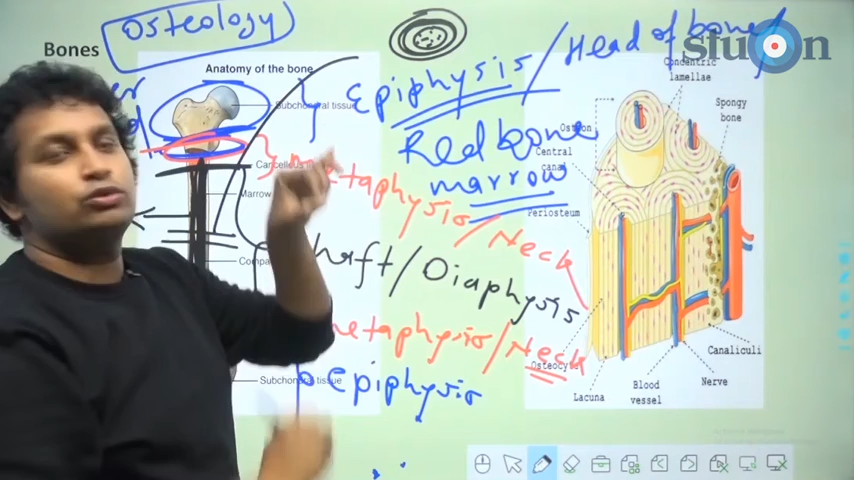 Bones
Osteology
Anatomy of the bone
Subchondral tissue
Marrow
Subchondral tissue
Epiphysis / Head of bone
Red bone
marrow
metaphysis / Neck
Shaft / Diaphysis
metaphysis / Neck
epiphysis
stuon
Concentric
lamellae
Spongy
bone
Osteon
Central
canal
Periosteum
Osteocyte
Lacuna
Blood
vessel
Nerve
Canaliculi